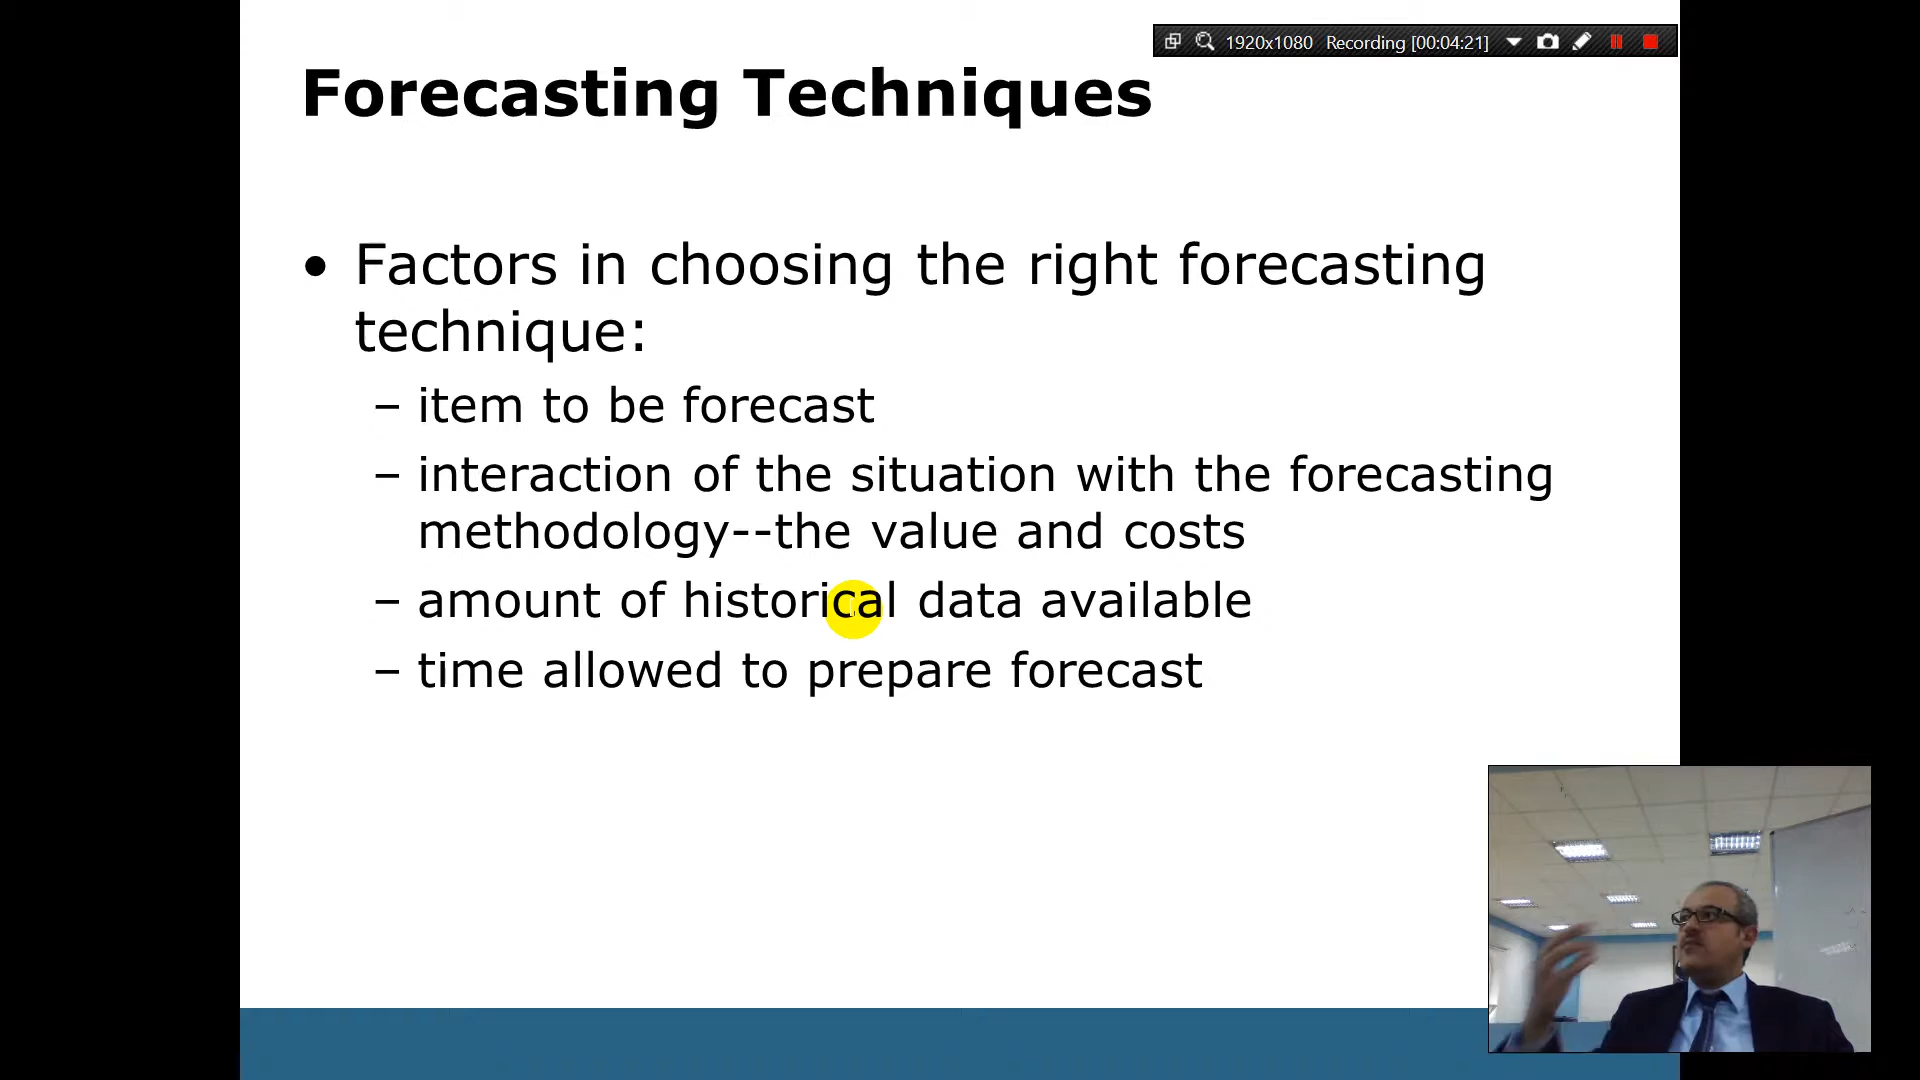 1920x1080 Recording [00:04:21]
Forecasting Techniques
• Factors in choosing the right forecasting
technique:
– item to be forecast
– interaction of the situation with the forecasting
methodology--the value and costs
– amount of historical data available
– time allowed to prepare forecast